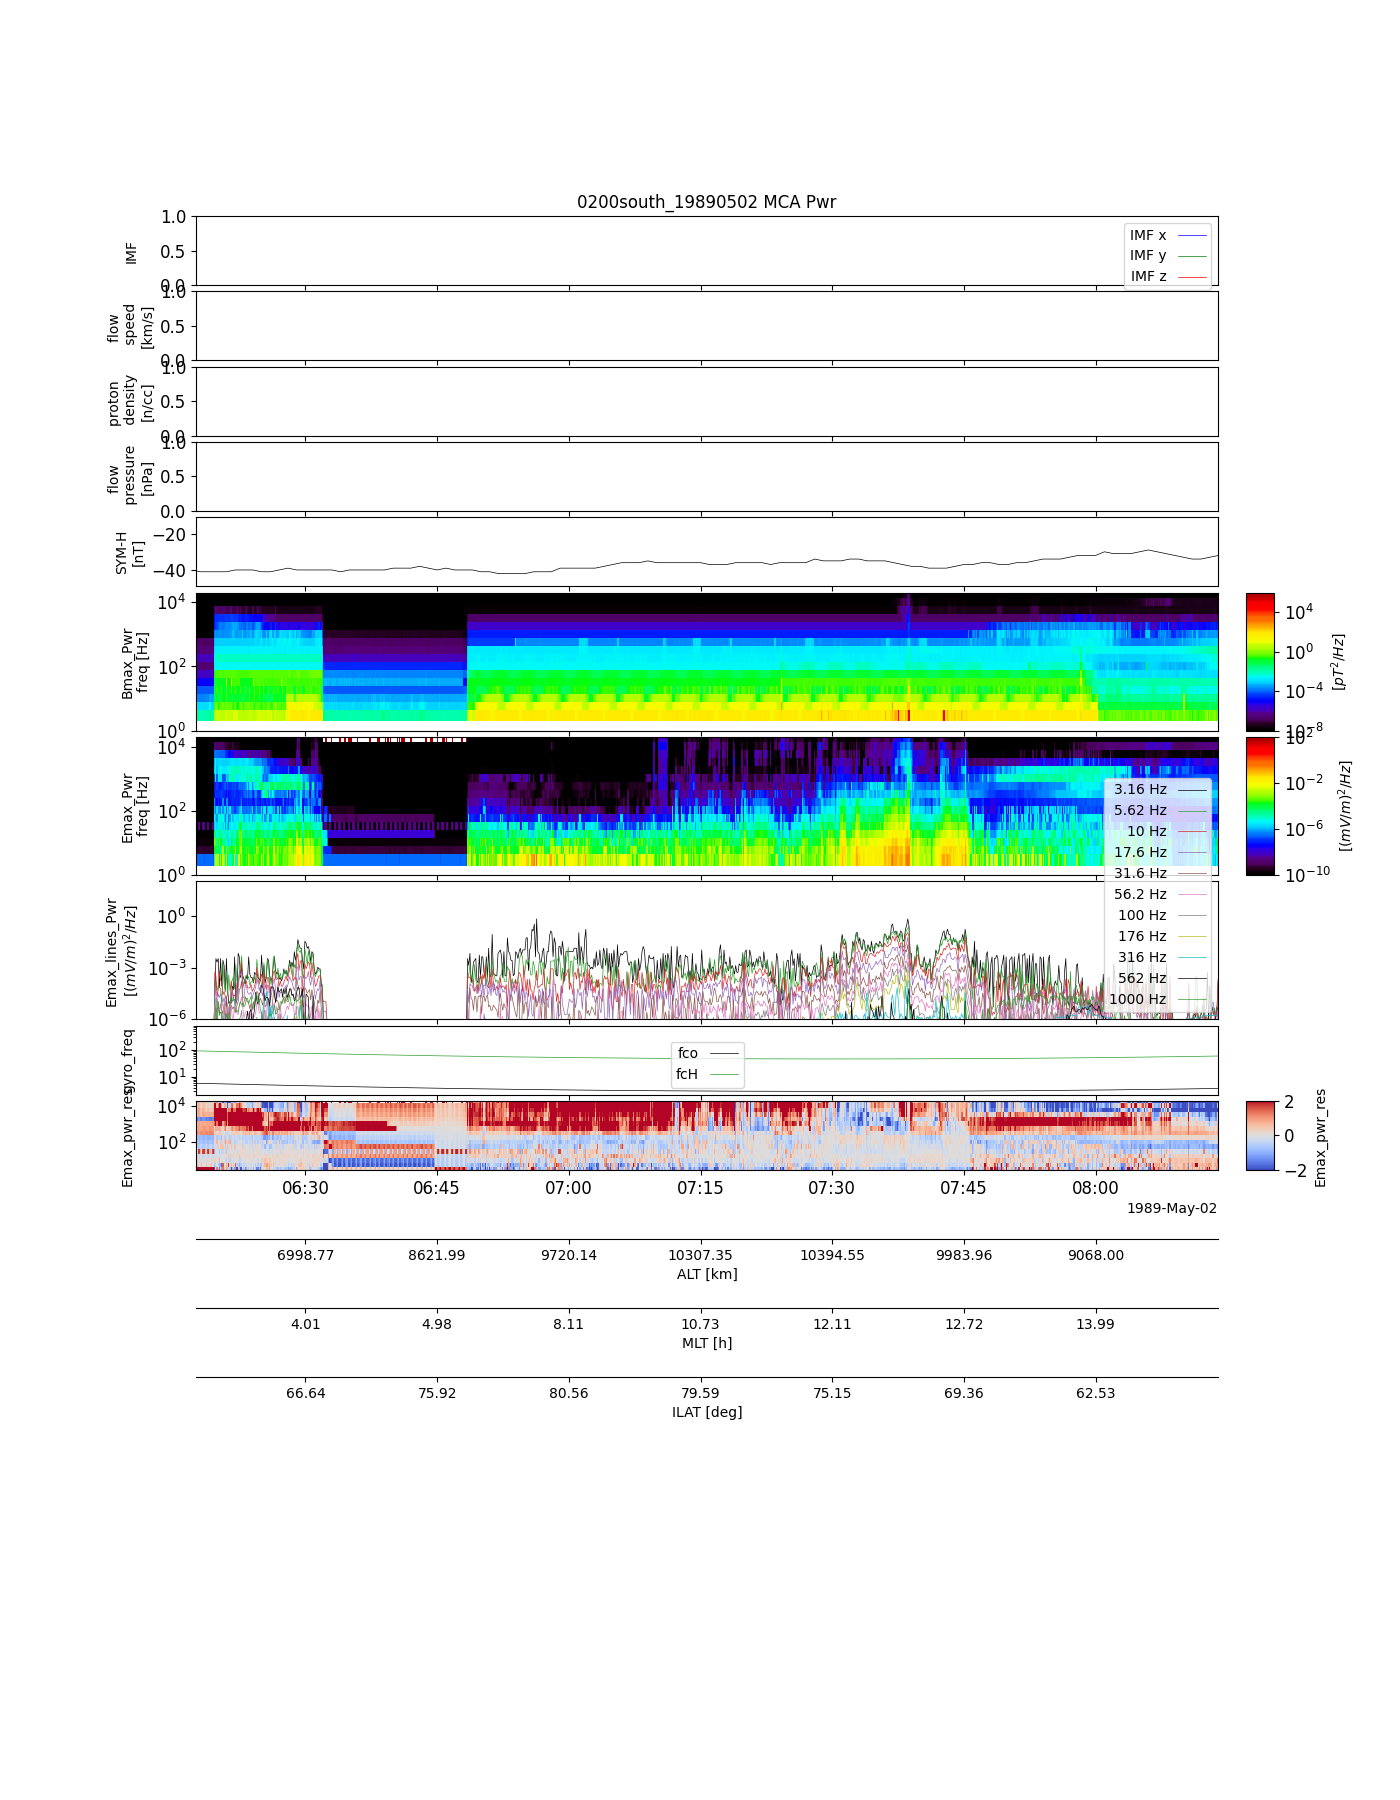 0200south_19890502 MCA Pwr
1.0
0.5
0.0
IMF
IMF x
IMF y
IMF z
1.0
0.5
0.0
flow
speed
[km/s]
1.0
0.5
0.0
proton
density
[n/cc]
1.0
0.5
0.0
flow
pressure
[nPa]
−20
−40
SYM-H
[nT]
10^4
10^2
10^0
Bmax_Pwr
freq [Hz]
10^4
10^0
10^−4
10^−8
[pT^2/Hz]
10^4
10^2
10^0
Emax_Pwr
freq [Hz]
10^2
10^−2
10^−6
10^−10
[(mV/m)^2/Hz]
3.16 Hz
5.62 Hz
10 Hz
17.6 Hz
31.6 Hz
56.2 Hz
100 Hz
176 Hz
316 Hz
562 Hz
1000 Hz
10^0
10^−3
10^−6
Emax_lines_Pwr
[(mV/m)^2/Hz]
10^2
10^1
gyro_freq
fco
fcH
10^4
10^2
Emax_pwr_res
2
0
−2
Emax_pwr_res
06:30 06:45 07:00 07:15 07:30 07:45 08:00
1989-May-02
6998.77 8621.99 9720.14 10307.35 10394.55 9983.96 9068.00
ALT [km]
4.01 4.98 8.11 10.73 12.11 12.72 13.99
MLT [h]
66.64 75.92 80.56 79.59 75.15 69.36 62.53
ILAT [deg]